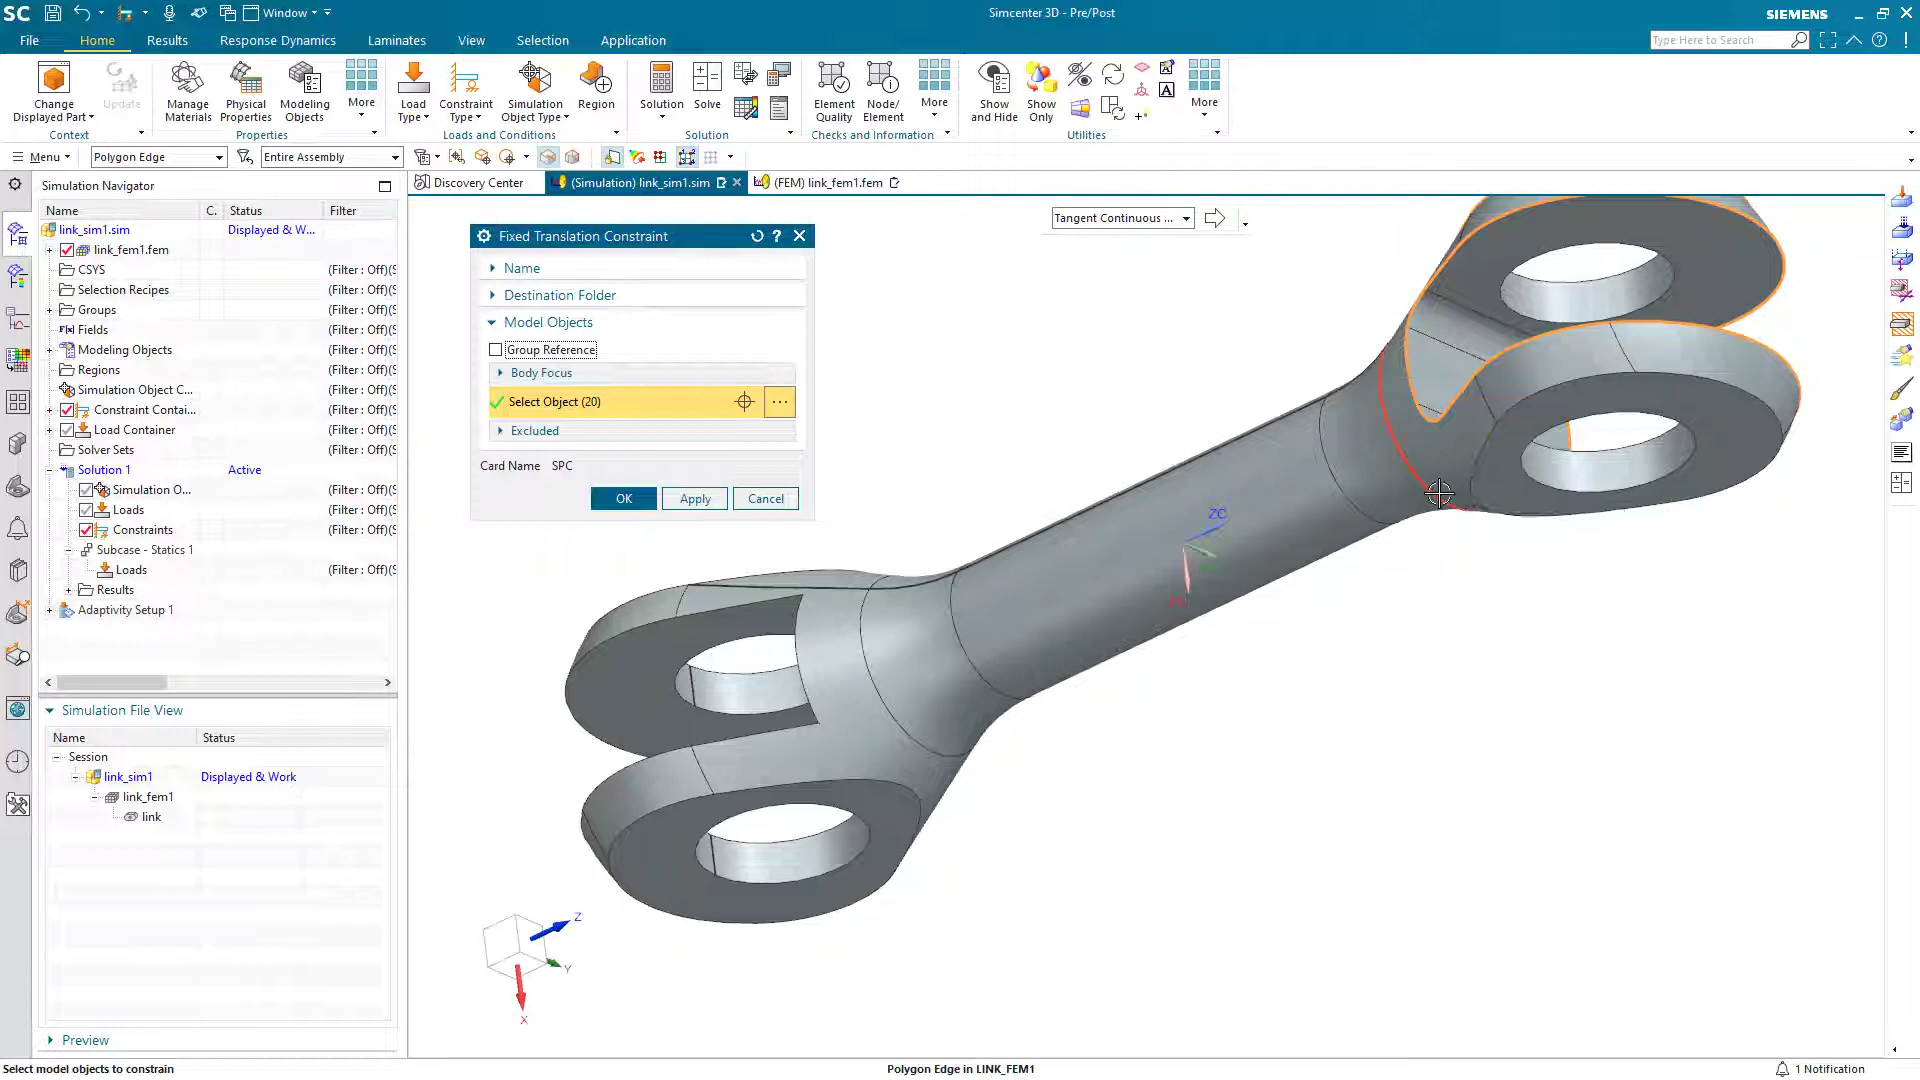 SC
Window
Simcenter 3D - Pre/Post
SIEMENS
File
Home
Results
Response Dynamics
Laminates
View
Selection
Application
Type Here to Search
Change Displayed Part
Update
Manage Materials
Physical Properties
Modeling Objects
More
Load Type
Constraint Type
Simulation Object Type
Region
Solution
Solve
Element Quality
Node/ Element
More
Show and Hide
Show Only
More
Context
Properties
Loads and Conditions
Solution
Checks and Information
Utilities
Menu
Polygon Edge
Entire Assembly
Simulation Navigator
Discovery Center
(Simulation) link_sim1.sim
(FEM) link_fem1.fem
Name
C.
Status
Filter
link_sim1.sim
Displayed & W...
link_fem1.fem
CSYS
(Filter : Off)(S
Selection Recipes
(Filter : Off)(S
Groups
(Filter : Off)(S
Fields
(Filter : Off)(S
Modeling Objects
(Filter : Off)(S
Regions
(Filter : Off)(S
Simulation Object C...
(Filter : Off)(S
Constraint Contai...
(Filter : Off)(S
Load Container
(Filter : Off)(S
Solver Sets
(Filter : Off)(S
Solution 1
Active
Simulation O...
(Filter : Off)(S
Loads
(Filter : Off)(S
Constraints
(Filter : Off)(S
Subcase - Statics 1
Loads
(Filter : Off)(S
Results
Adaptivity Setup 1
Simulation File View
Name
Status
Session
link_sim1
Displayed & Work
link_fem1
link
Preview
Fixed Translation Constraint
Name
Destination Folder
Model Objects
Group Reference
Body Focus
Select Object (20)
Excluded
Card Name SPC
OK
Apply
Cancel
Tangent Continuous ...
ZC
Z
Y
X
Select model objects to constrain
Polygon Edge in LINK_FEM1
1 Notification